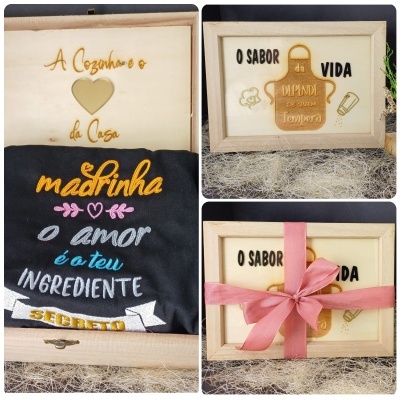 A Cozinha é o
da Casa
madrinha
o amor
é o teu
INGREDIENTE
SECRETO
O SABOR
da
VIDA
DEPENDE
DE QUEM
Tempera
O SABOR
VIDA